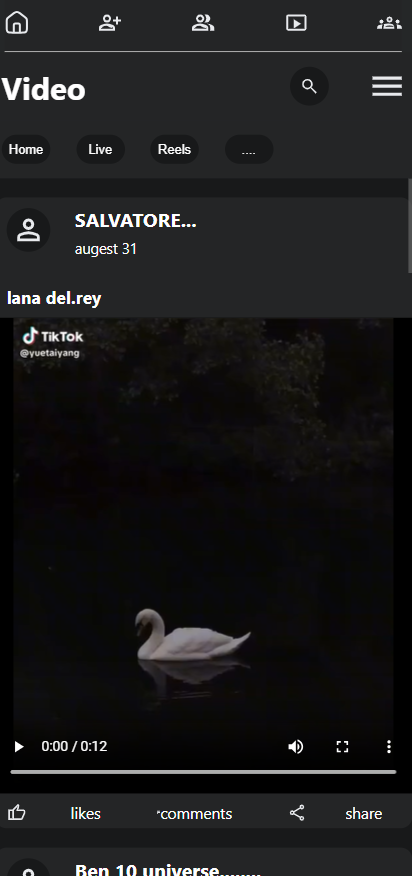 Video
Home
Live
Reels
....
SALVATORE...
augest 31
lana del.rey
TikTok
@yuetaiyang
0:00 / 0:12
likes
comments
share
Ben 10 universe........